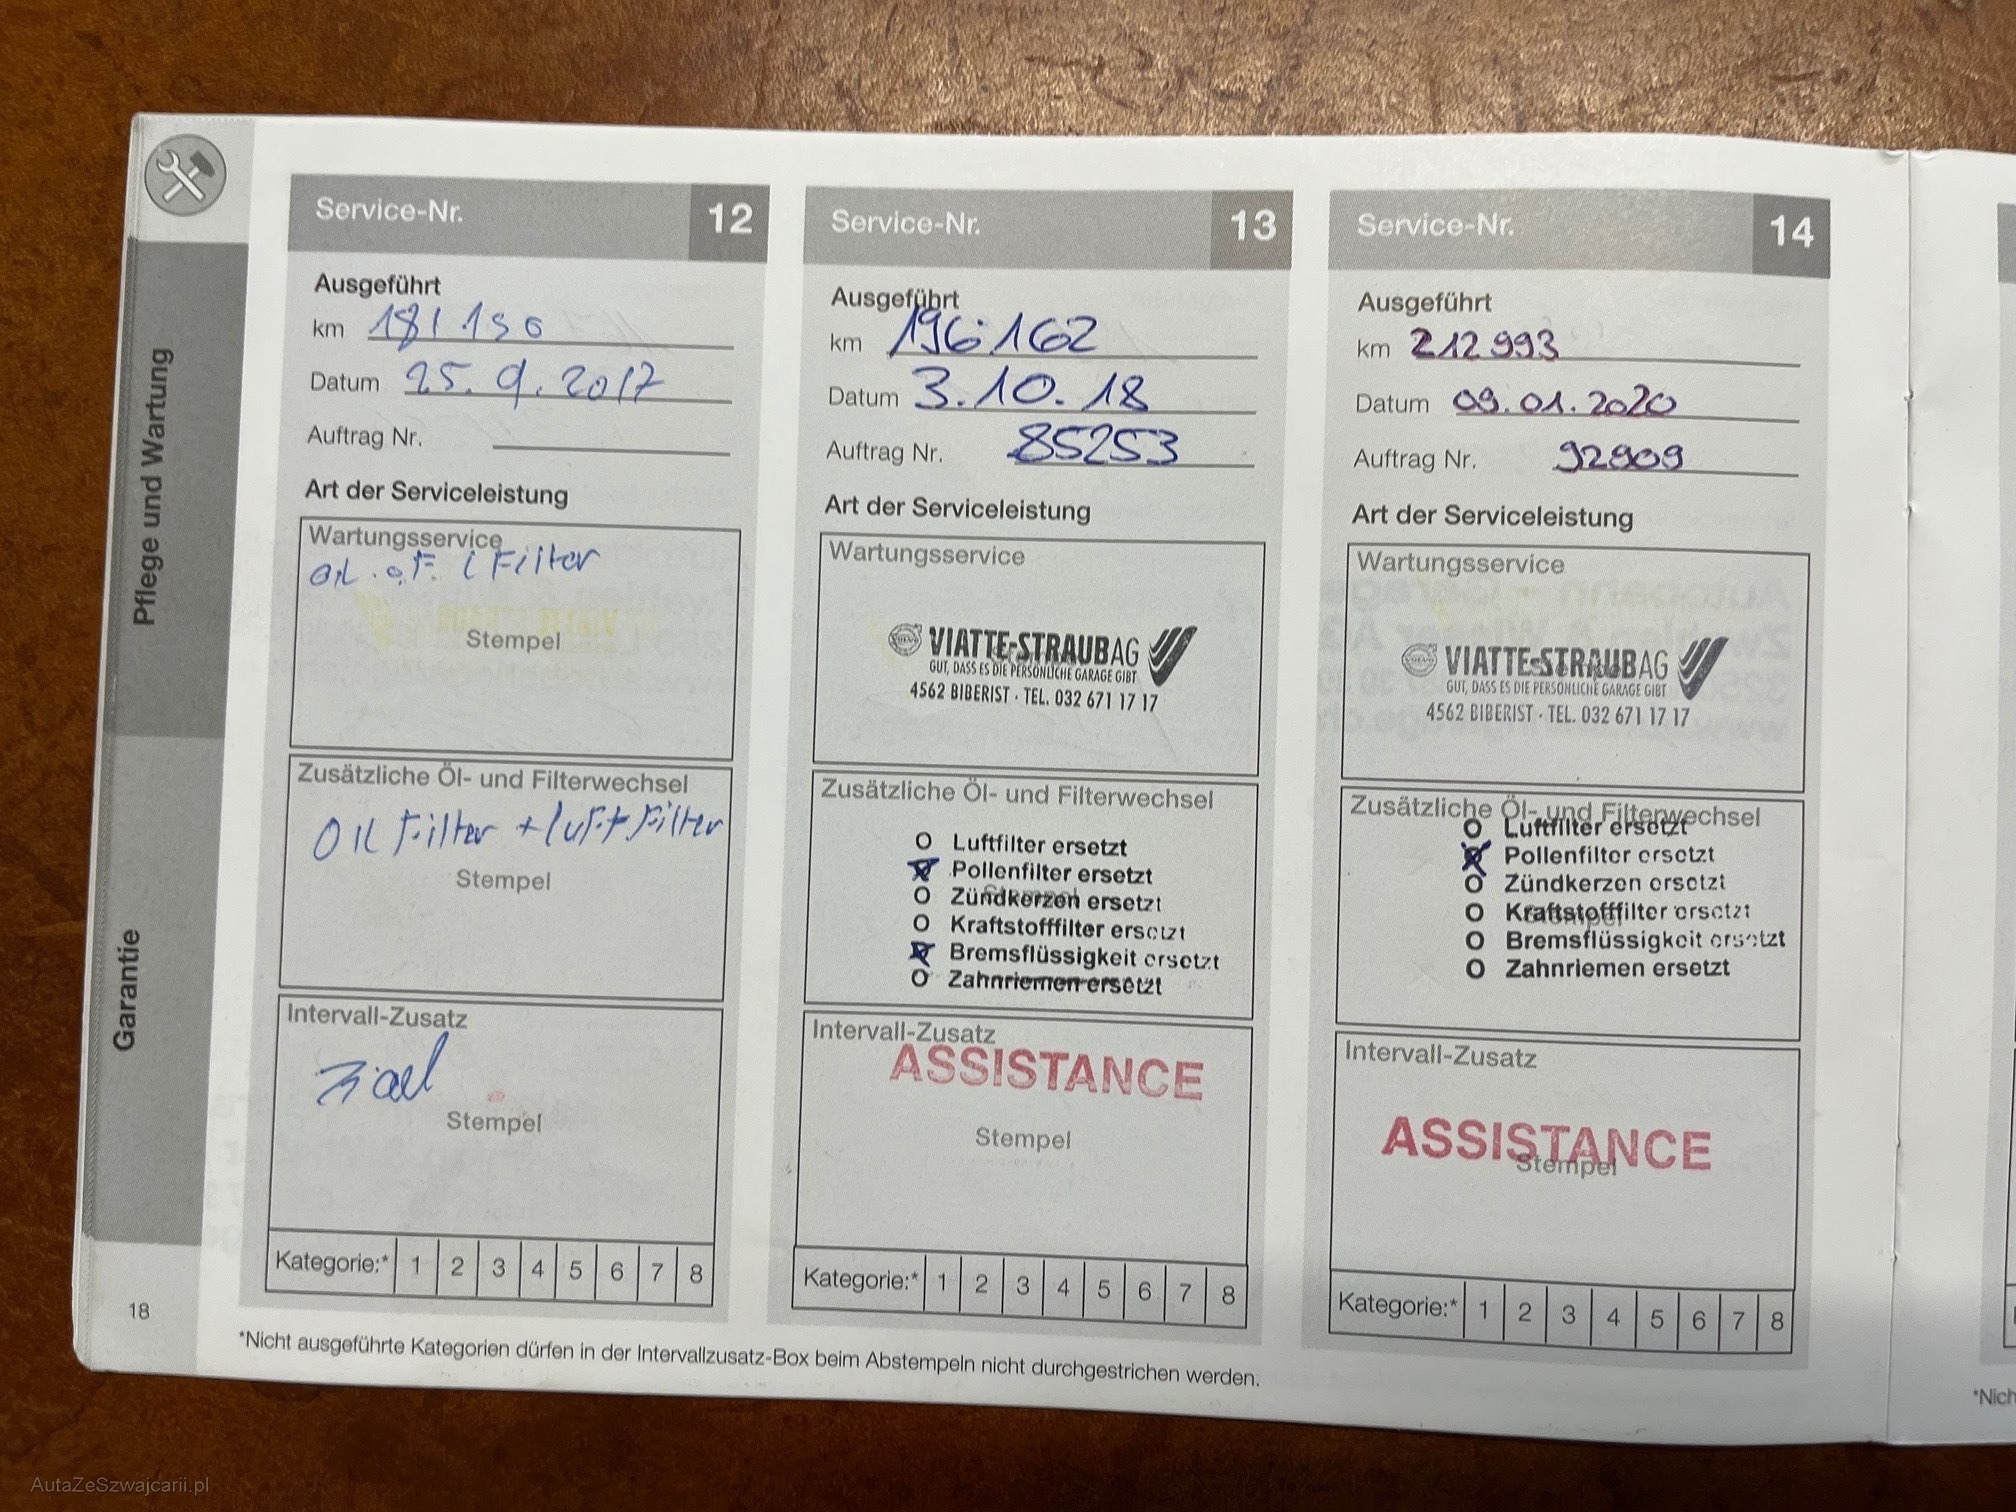 Pflege und Wartung
Garantie
Service-Nr. 12
Ausgeführt
km 181 150
Datum 25. 9. 2017
Auftrag Nr.
Art der Serviceleistung
Wartungsservice
Filter
Stempel
Zusätzliche Öl- und Filterwechsel
Oil Filter + luft Filter
Stempel
Intervall-Zusatz
Stempel
Kategorie:* 1 2 3 4 5 6 7 8
Service-Nr. 13
Ausgeführt
km 196.162
Datum 3.10.18
Auftrag Nr. 85253
Art der Serviceleistung
Wartungsservice
VOLVO VIATTE-STRAUB AG
GUT, DASS ES DIE PERSÖNLICHE GARAGE GIBT
4562 BIBERIST · TEL. 032 671 17 17
Zusätzliche Öl- und Filterwechsel
O Luftfilter ersetzt
O Pollenfilter ersetzt
O Zündkerzen ersetzt
Stempel
O Kraftstofffilter ersetzt
O Bremsflüssigkeit ersetzt
O Zahnriemen ersetzt
Intervall-Zusatz
ASSISTANCE
Stempel
Kategorie:* 1 2 3 4 5 6 7 8
Service-Nr. 14
Ausgeführt
km 212993
Datum 09.01.2020
Auftrag Nr. 92909
Art der Serviceleistung
Wartungsservice
VOLVO VIATTE-STRAUB AG
GUT, DASS ES DIE PERSÖNLICHE GARAGE GIBT
4562 BIBERIST · TEL. 032 671 17 17
Zusätzliche Öl- und Filterwechsel
O Luftfilter ersetzt
O Pollenfilter ersetzt
O Zündkerzen ersetzt
O Kraftstofffilter ersetzt
Stempel
O Bremsflüssigkeit ersetzt
O Zahnriemen ersetzt
Intervall-Zusatz
ASSISTANCE
Stempel
Kategorie:* 1 2 3 4 5 6 7 8
18
*Nicht ausgeführte Kategorien dürfen in der Intervallzusatz-Box beim Abstempeln nicht durchgestrichen werden.
*Nich
AutaZeSzwajcarii.pl